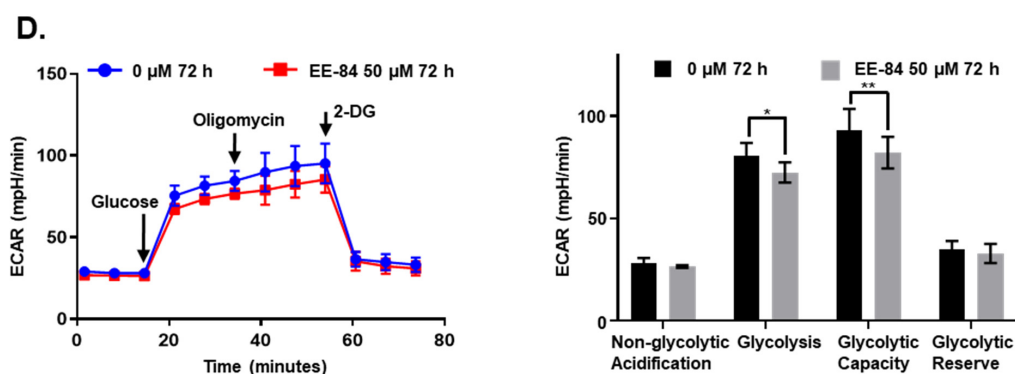 D.
0 µM 72 h
EE-84 50 µM 72 h
150
100
50
0
ECAR (mpH/min)
Glucose
Oligomycin
2-DG
0 20 40 60 80
Time (minutes)
0 µM 72 h
EE-84 50 µM 72 h
100
50
0
ECAR (mpH/min)
*
**
Non-glycolytic Glycolysis Glycolytic Glycolytic
Acidification Capacity Reserve